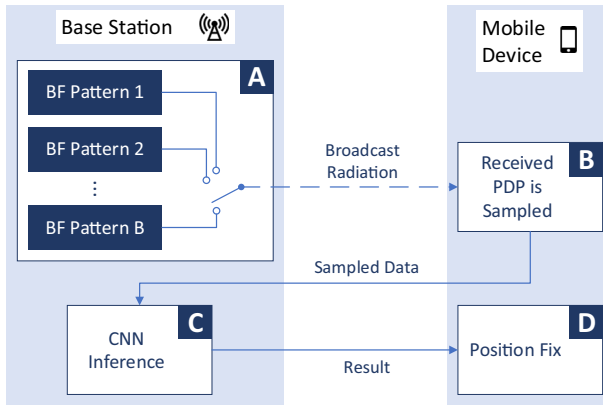 Base Station
Mobile
Device
A
BF Pattern 1
BF Pattern 2
⋮
BF Pattern B
Broadcast
Radiation
B
Received
PDP is
Sampled
Sampled Data
C
CNN
Inference
Result
D
Position Fix